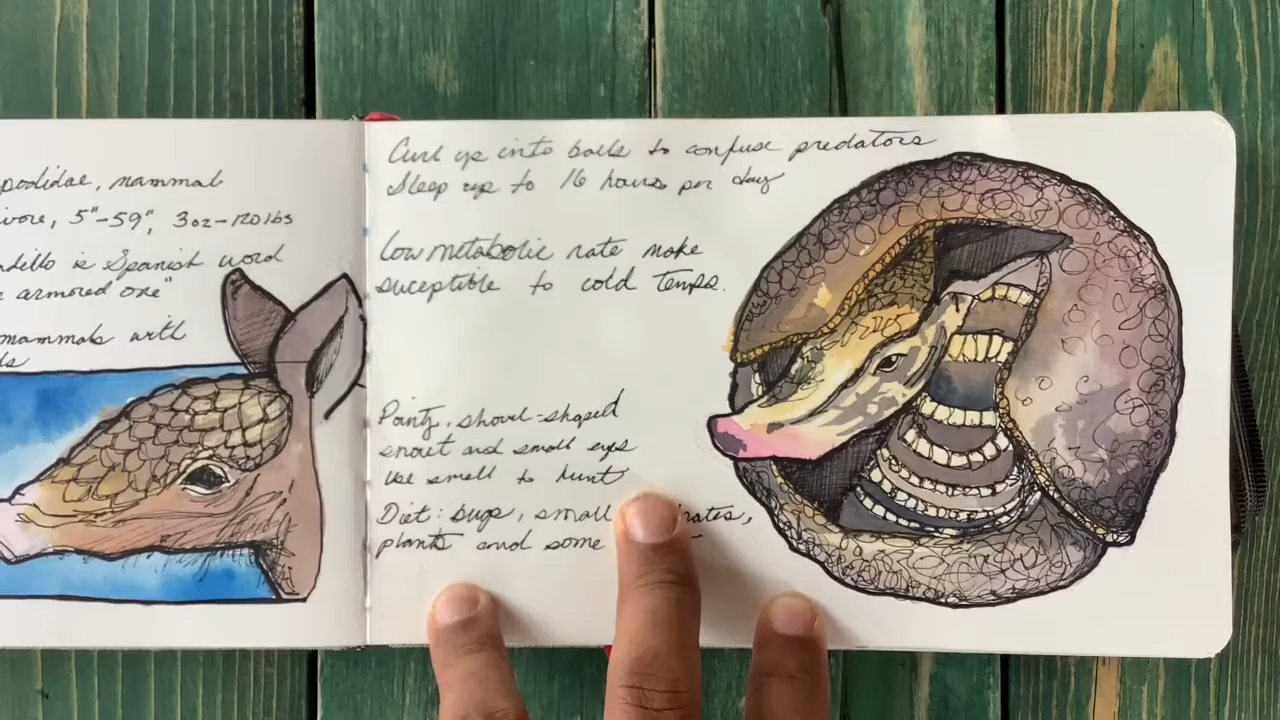 podidae, mammal
ivore, 5"-59", 3oz-120lbs
dillo is Spanish word
armored one"
mammals with
ds
Curl up into balls to confuse predators
Sleep up to 16 hours per day
Low metabolic rate make
suceptible to cold temps.
Pointy, shovel-shaped
snout and small eyes
Use smell to hunt
Diet: bugs, small brates,
plants and some